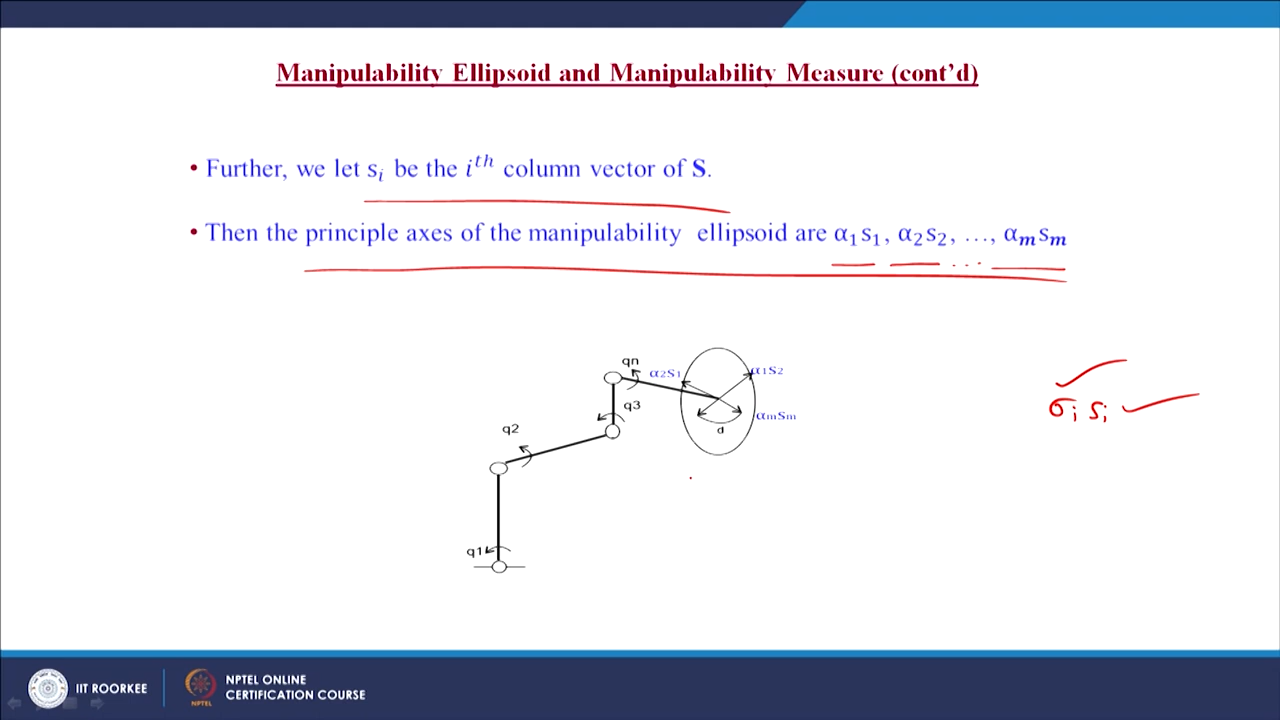 Manipulability Ellipsoid and Manipulability Measure (cont’d)
• Further, we let sᵢ be the iᵗʰ column vector of S.
• Then the principle axes of the manipulability ellipsoid are α₁s₁, α₂s₂, …, αₘsₘ
qn
α2S1
α1S2
q3
αmSm
σᵢ sᵢ
q2
d
q1
IIT ROORKEE
NPTEL ONLINE
CERTIFICATION COURSE
NPTEL